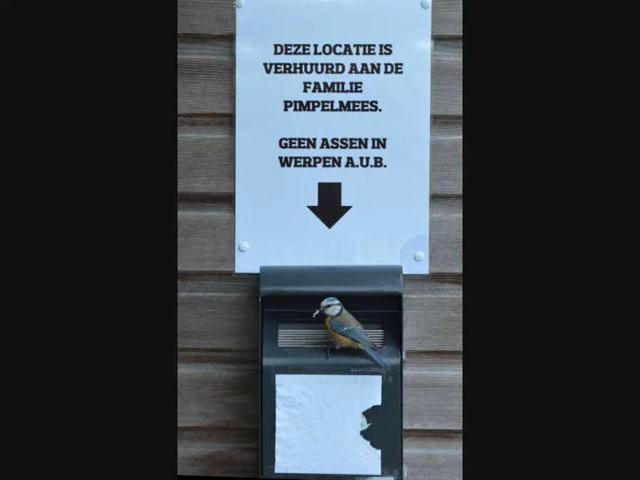 DEZE LOCATIE IS
VERHUURD AAN DE
FAMILIE
PIMPELMEES.
GEEN ASSEN IN
WERPEN A.U.B.